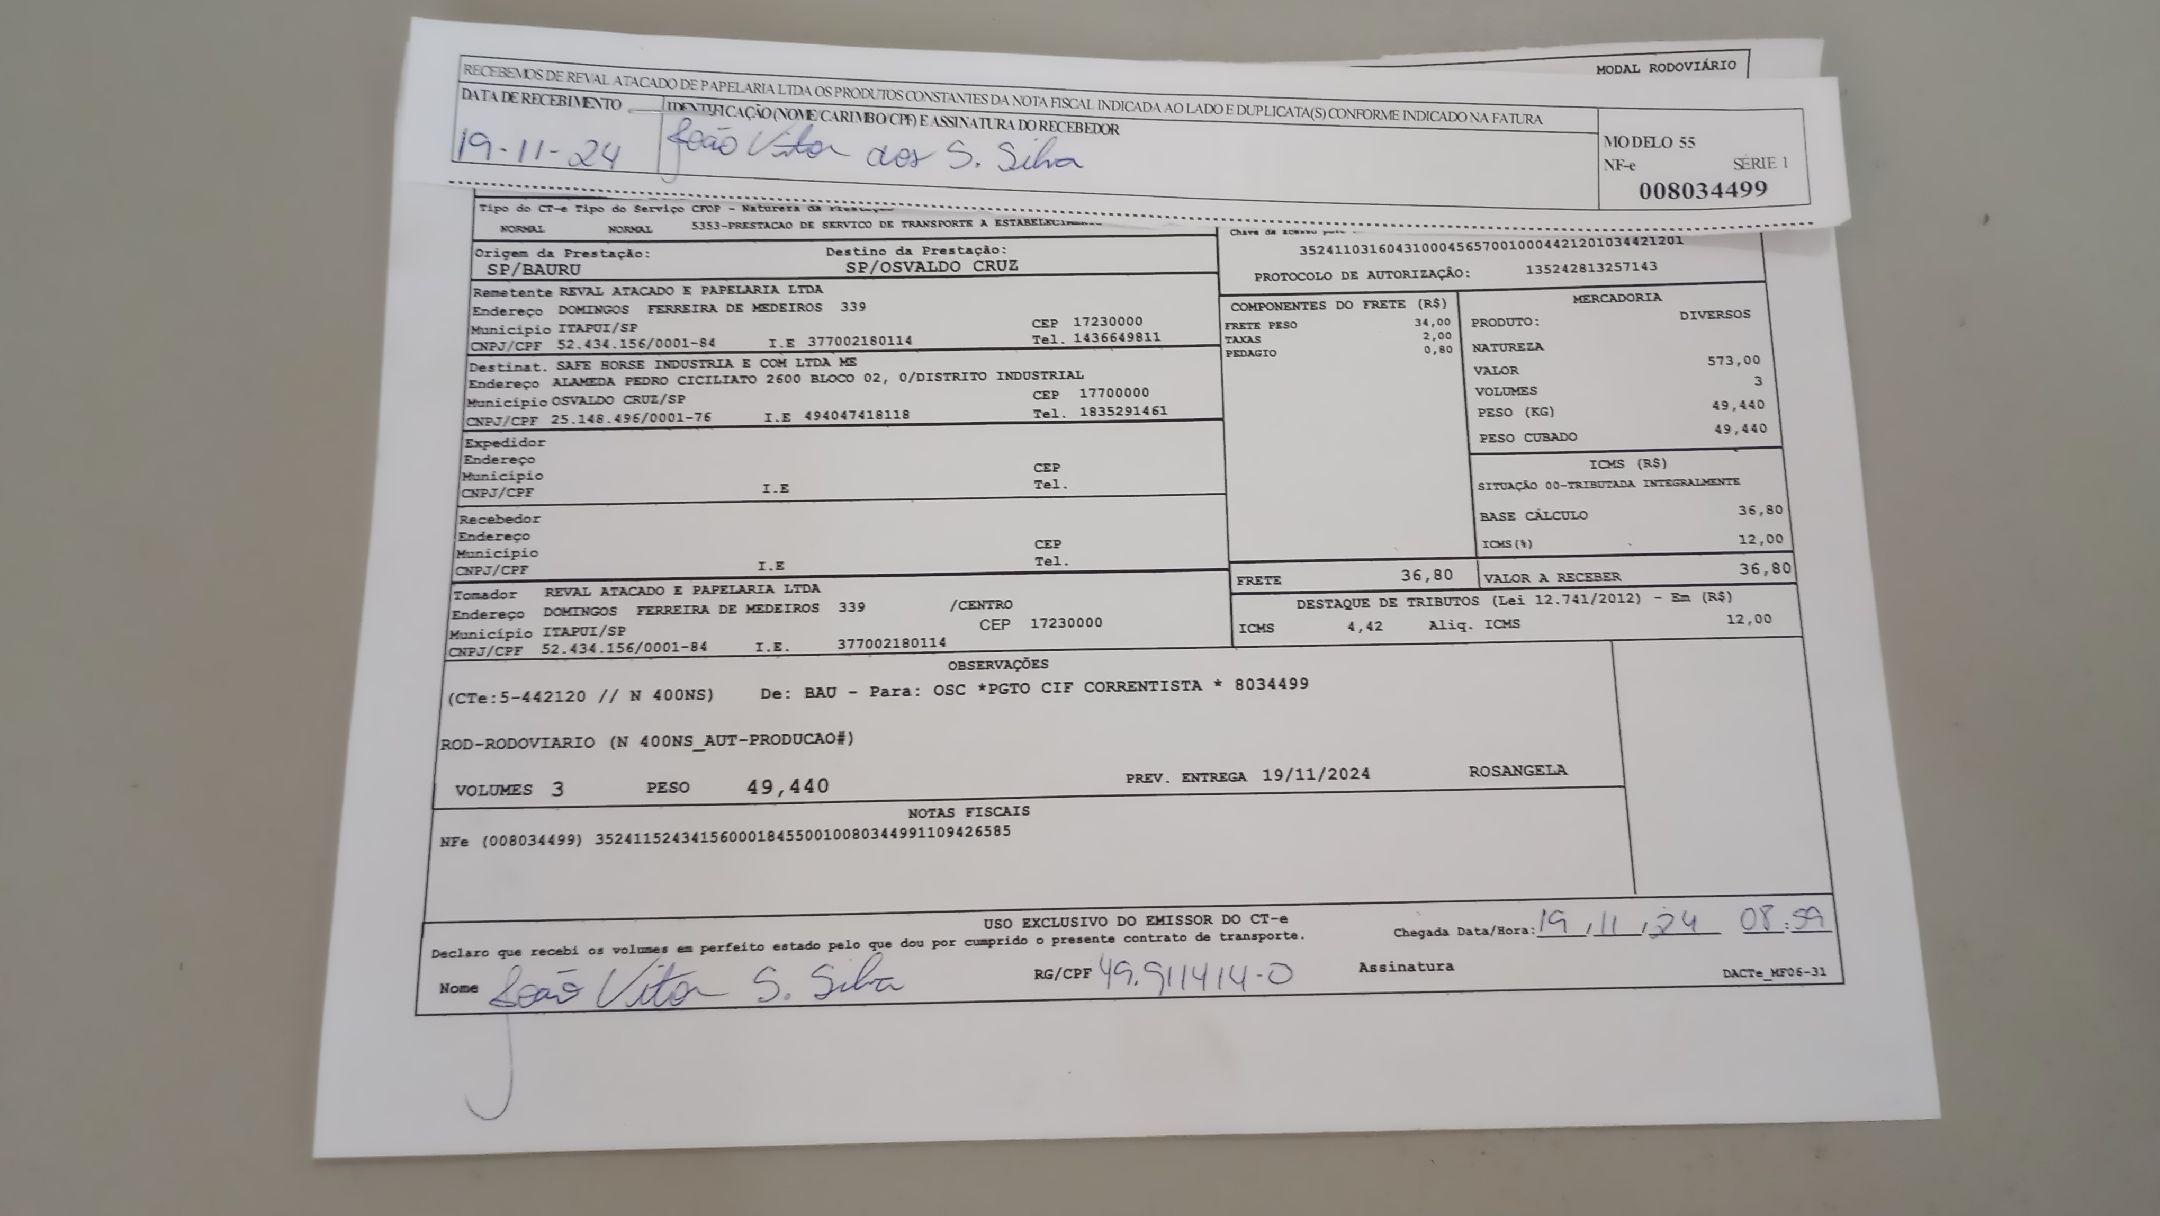 MODAL RODOVIÁRIO
RECEBEMOS DE REVAL ATACADO DE PAPELARIA LTDA OS PRODUTOS CONSTANTES DA NOTA FISCAL INDICADA AO LADO E DUPLICATA(S) CONFORME INDICADO NA FATURA
DATA DE RECEBIMENTO IDENTIFICAÇÃO (NOME/CARIMBO/CPF) E ASSINATURA DO RECEBEDOR
19-11-24 João Vitor dos S. Silva
MODELO 55
NF-e SÉRIE 1
008034499
Tipo do CT-e Tipo do Serviço CFOP - Natureza da Prestação
NORMAL NORMAL 5353-PRESTACAO DE SERVICO DE TRANSPORTE A
Origem da Prestação: Destino da Prestação:
SP/BAURU SP/OSVALDO CRUZ
Chave de acesso
35241103160431000456570010004421201034421201
PROTOCOLO DE AUTORIZAÇÃO: 135242813257143
Remetente REVAL ATACADO E PAPELARIA LTDA
Endereço DOMINGOS FERREIRA DE MEDEIROS 339
Município ITAPUI/SP CEP 17230000
CNPJ/CPF 52.434.156/0001-84 I.E 377002180114 Tel. 1436649811
Destinat. SAFE HORSE INDUSTRIA E COM LTDA ME
Endereço ALAMEDA PEDRO CICILIATO 2600 BLOCO 02, 0/DISTRITO INDUSTRIAL
Município OSVALDO CRUZ/SP CEP 17700000
CNPJ/CPF 25.148.496/0001-76 I.E 494047418118 Tel. 1835291461
Expedidor
Endereço
Município CEP
CNPJ/CPF I.E Tel.
Recebedor
Endereço
Município CEP
CNPJ/CPF I.E Tel.
Tomador REVAL ATACADO E PAPELARIA LTDA
Endereço DOMINGOS FERREIRA DE MEDEIROS 339 /CENTRO
Município ITAPUI/SP CEP 17230000
CNPJ/CPF 52.434.156/0001-84 I.E. 377002180114
COMPONENTES DO FRETE (R$)
FRETE PESO 34,00
TAXAS 2,00
PEDAGIO 0,80
MERCADORIA
PRODUTO: DIVERSOS
NATUREZA
VALOR 573,00
VOLUMES 3
PESO (KG) 49,440
PESO CUBADO 49,440
ICMS (R$)
SITUAÇÃO 00-TRIBUTADA INTEGRALMENTE
BASE CÁLCULO 36,80
ICMS(%) 12,00
FRETE 36,80 VALOR A RECEBER 36,80
DESTAQUE DE TRIBUTOS (Lei 12.741/2012) - Em (R$)
ICMS 4,42 Aliq. ICMS 12,00
OBSERVAÇÕES
(CTe:5-442120 // N 400NS) De: BAU - Para: OSC *PGTO CIF CORRENTISTA * 8034499
ROD-RODOVIARIO (N 400NS_AUT-PRODUCAO#)
VOLUMES 3 PESO 49,440 PREV. ENTREGA 19/11/2024 ROSANGELA
NOTAS FISCAIS
NFe (008034499) 35241152434156000184550010080344991109426585
USO EXCLUSIVO DO EMISSOR DO CT-e
Declaro que recebi os volumes em perfeito estado pelo que dou por cumprido o presente contrato de transporte. Chegada Data/Hora: 19/11/24 08:59
Nome João Vitor S. Silva RG/CPF 49.911414-0 Assinatura
DACTe_MF06-31